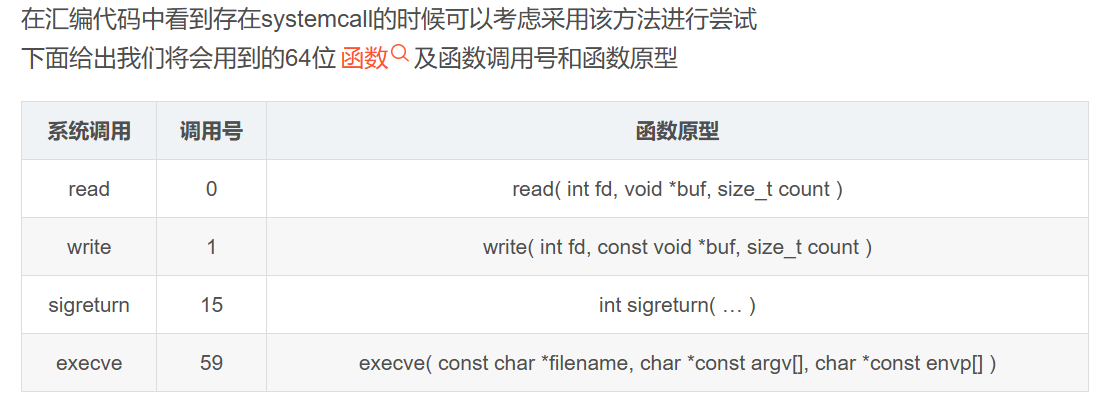 在汇编代码中看到存在systemcall的时候可以考虑采用该方法进行尝试
下面给出我们将会用到的64位 函数 及函数调用号和函数原型
系统调用 调用号 函数原型
read 0 read( int fd, void *buf, size_t count )
write 1 write( int fd, const void *buf, size_t count )
sigreturn 15 int sigreturn( … )
execve 59 execve( const char *filename, char *const argv[], char *const envp[] )